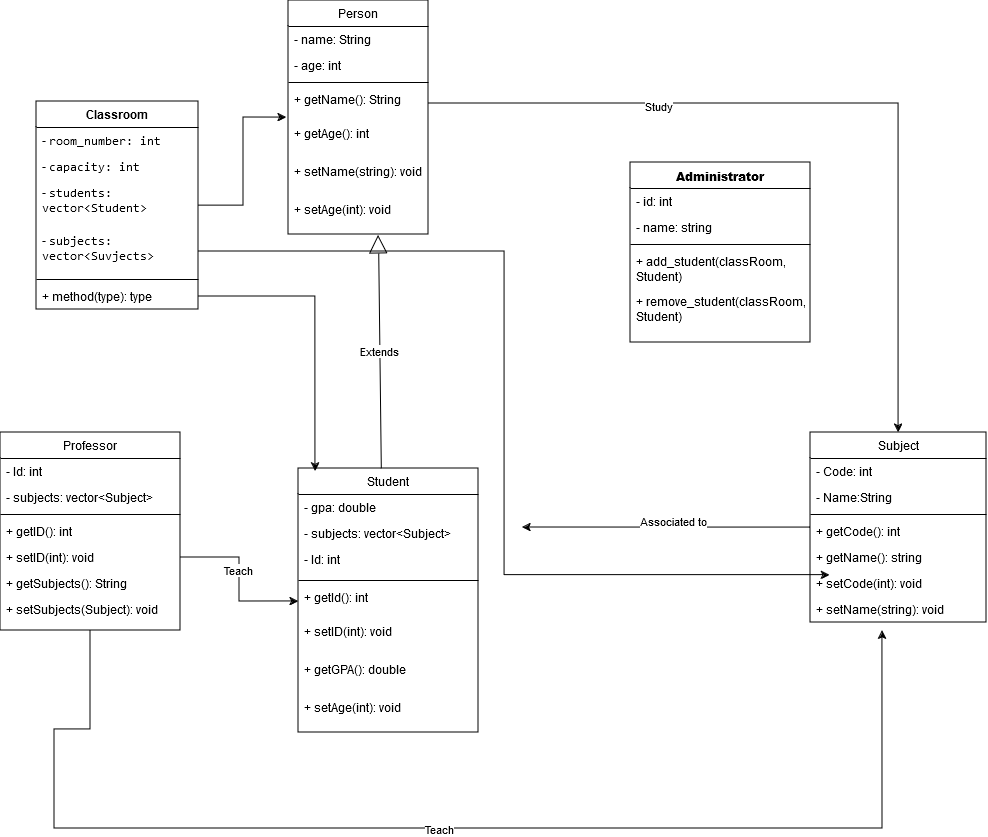 Person
- name: String
- age: int
+ getName(): String
+ getAge(): int
+ setName(string): void
+ setAge(int): void
Classroom
- room_number: int
- capacity: int
- students:
vector<Student>
- subjects:
vector<Suvjects>
+ method(type): type
Study
Administrator
- id: int
- name: string
+ add_student(classRoom,
Student)
+ remove_student(classRoom,
Student)
Extends
Professor
- Id: int
- subjects: vector<Subject>
+ getID(): int
+ setID(int): void
+ getSubjects(): String
+ setSubjects(Subject): void
Teach
Student
- gpa: double
- subjects: vector<Subject>
- Id: int
+ getId(): int
+ setID(int): void
+ getGPA(): double
+ setAge(int): void
Associated to
Subject
- Code: int
- Name:String
+ getCode(): int
+ getName(): string
+ setCode(int): void
+ setName(string): void
Teach